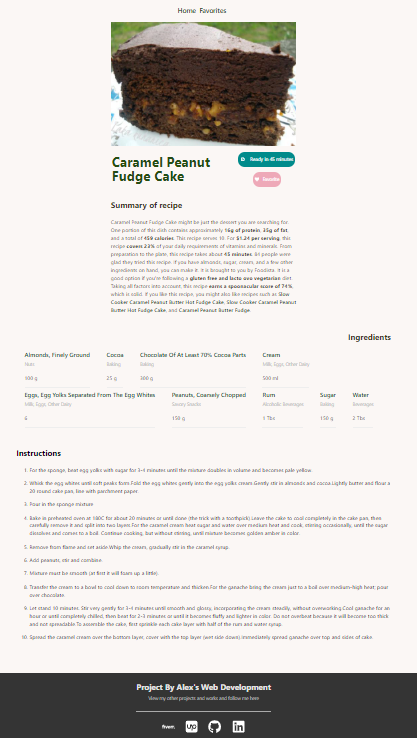 Home Favorites
Caramel Peanut
Fudge Cake
Ready in 45 minutes
Favorite
Summary of recipe
Caramel Peanut Fudge Cake might be just the dessert you are searching for.
One portion of this dish contains approximately 16g of protein, 35g of fat
and a total of 459 calories. This recipe serves 10. For $1.24 per serving, this
recipe covers 23% of your daily requirements of vitamins and minerals. From
preparation to the plate, this recipe takes about 45 minutes. 81 people were
glad they tried this recipe. If you have almonds, sugar, cream, and a few other
ingredients on hand, you can make it. It is brought to you by Foodista. It is a
good option if you're following a gluten free and lacto ovo vegetarian diet.
Taking all factors into account, this recipe earns a spoonacular score of 74%,
which is solid. If you like this recipe, you might also like recipes such as Slow
Cooker Caramel Peanut Butter Hot Fudge Cake, Slow Cooker Caramel Peanut
Butter Hot Fudge Cake, and Caramel Peanut Butter Fudge.
Ingredients
Almonds, Finely Ground Cocoa Chocolate Of At Least 70% Cocoa Parts Cream
Nuts Baking Baking Milk, Eggs, Other Dairy
100 g 25 g 300 g 500 ml
Eggs, Egg Yolks Separated From The Egg Whites Peanuts, Coarsely Chopped Rum Sugar Water
Milk, Eggs, Other Dairy Savory Snacks Alcoholic Beverages Baking Beverages
6 150 g 1 Tbs 150 g 2 Tbs
Instructions
1. For the sponge, beat egg yolks with sugar for 3-4 minutes until the mixture doubles in volume and becomes pale yellow.
2. Whisk the egg whites until soft peaks form.Fold the egg whites gently into the egg yolks cream.Gently stir in almonds and cocoa.Lightly butter and flour a
20 round cake pan, line with parchment paper.
3. Pour in the sponge mixture
4. Bake in preheated oven at 180C for about 20 minutes or until done (the trick with a toothpick).Leave the cake to cool completely in the cake pan, then
carefully remove it and split into two layers.For the caramel cream heat sugar and water over medium heat and cook, stirring occasionally, until the sugar
dissolves and comes to a boil. Continue cooking, but without stirring, until mixture becomes golden amber in color.
5. Remove from flame and set aside.Whip the cream, gradually stir in the caramel syrup.
6. Add peanuts, stir and combine
7. Mixture must be smooth (at first it will foam up a little).
8. Transfer the cream to a bowl to cool down to room temperature and thicken.For the ganache bring the cream just to a boil over medium-high heat; pour
over chocolate.
9. Let stand 10 minutes. Stir very gently for 3-4 minutes until smooth and glossy, incorporating the cream steadily, without overworking.Cool ganache for an
hour or until completely chilled, then beat for 2-3 minutes or until it becomes fluffy and lighter in color. Do not overbeat because it will become too thick
and not spreadable.To assemble the cake, first sprinkle each cake layer with half of the rum and water syrup.
10. Spread the caramel cream over the bottom layer, cover with the top layer (wet side down).Immediately spread ganache over top and sides of cake.
Project By Alex's Web Development
View my other projects and works and follow me here
fiverr.
up
in